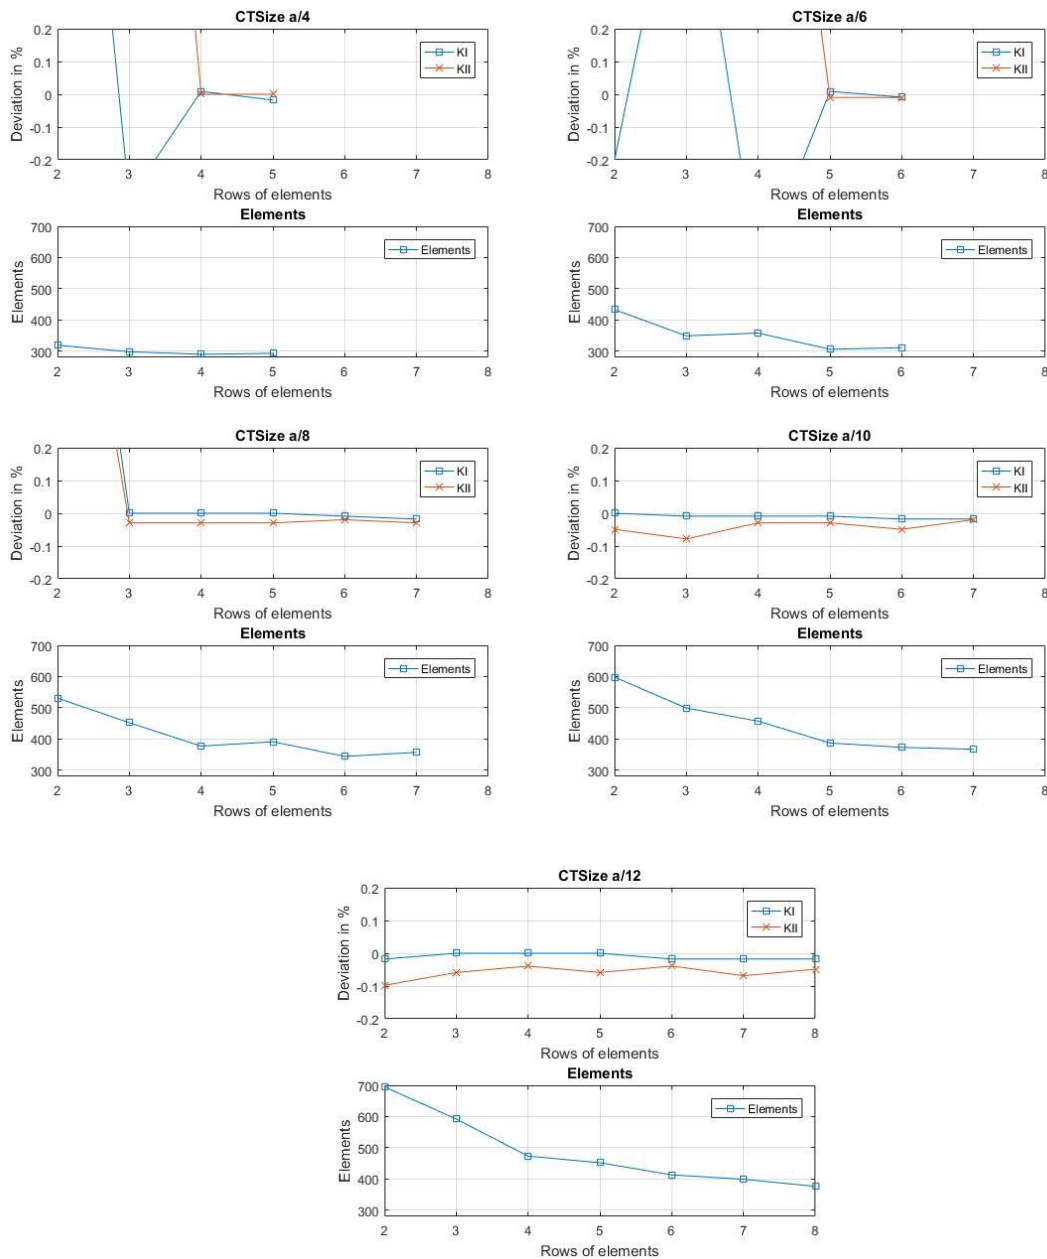 CTSize a/4
0.2
0.1
0
-0.1
-0.2
Deviation in %
KI
KII
2 3 4 5 6 7 8
Rows of elements
Elements
700
600
500
400
300
Elements
Elements
2 3 4 5 6 7 8
Rows of elements
CTSize a/6
0.2
0.1
0
-0.1
-0.2
Deviation in %
KI
KII
2 3 4 5 6 7 8
Rows of elements
Elements
700
600
500
400
300
Elements
Elements
2 3 4 5 6 7 8
Rows of elements
CTSize a/8
0.2
0.1
0
-0.1
-0.2
Deviation in %
KI
KII
2 3 4 5 6 7 8
Rows of elements
Elements
700
600
500
400
300
Elements
Elements
2 3 4 5 6 7 8
Rows of elements
CTSize a/10
0.2
0.1
0
-0.1
-0.2
Deviation in %
KI
KII
2 3 4 5 6 7 8
Rows of elements
Elements
700
600
500
400
300
Elements
Elements
2 3 4 5 6 7 8
Rows of elements
CTSize a/12
0.2
0.1
0
-0.1
-0.2
Deviation in %
KI
KII
2 3 4 5 6 7 8
Rows of elements
Elements
700
600
500
400
300
Elements
Elements
2 3 4 5 6 7 8
Rows of elements